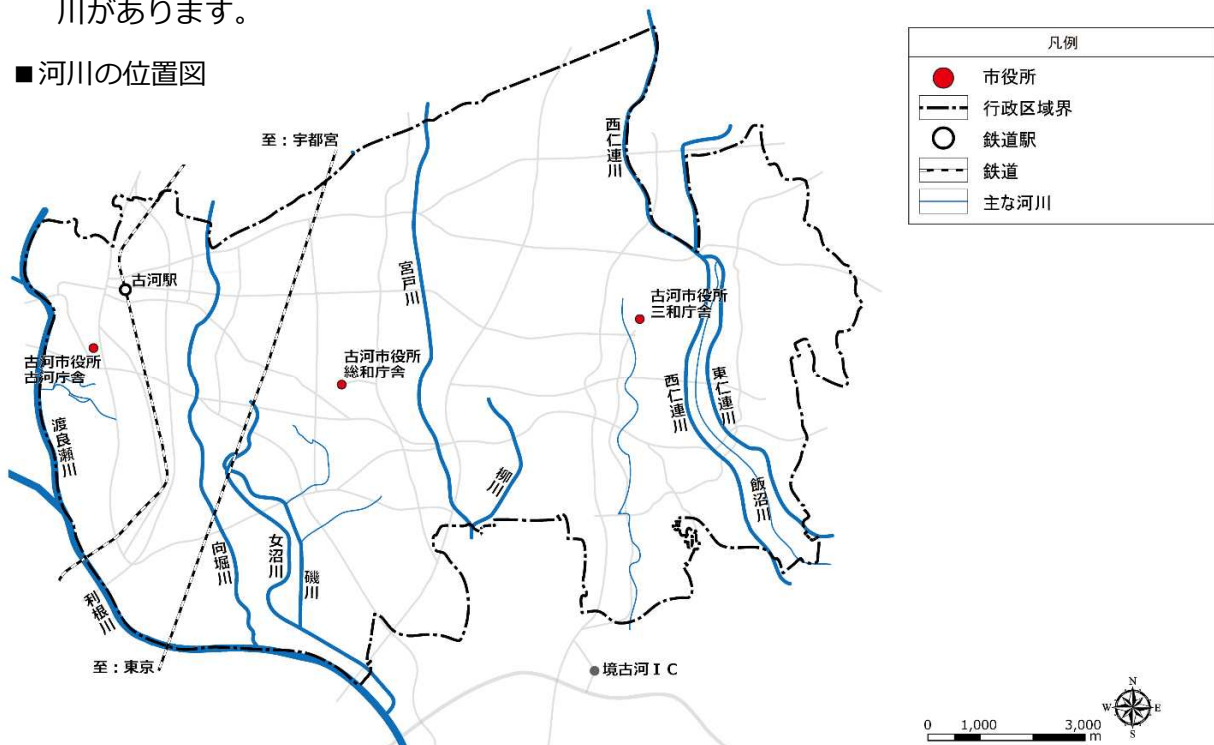 川があります。
■河川の位置図
凡例
市役所
行政区域界
鉄道駅
鉄道
主な河川
至：宇都宮
西仁連川
宮戸川
古河駅
古河市役所
三和庁舎
古河市役所
古河庁舎
古河市役所
総和庁舎
西仁連川
東仁連川
渡良瀬川
柳川
飯沼川
向堀川
女沼川
磯川
利根川
至：東京
境古河ＩＣ
N
W
E
S
0 1,000 3,000
m